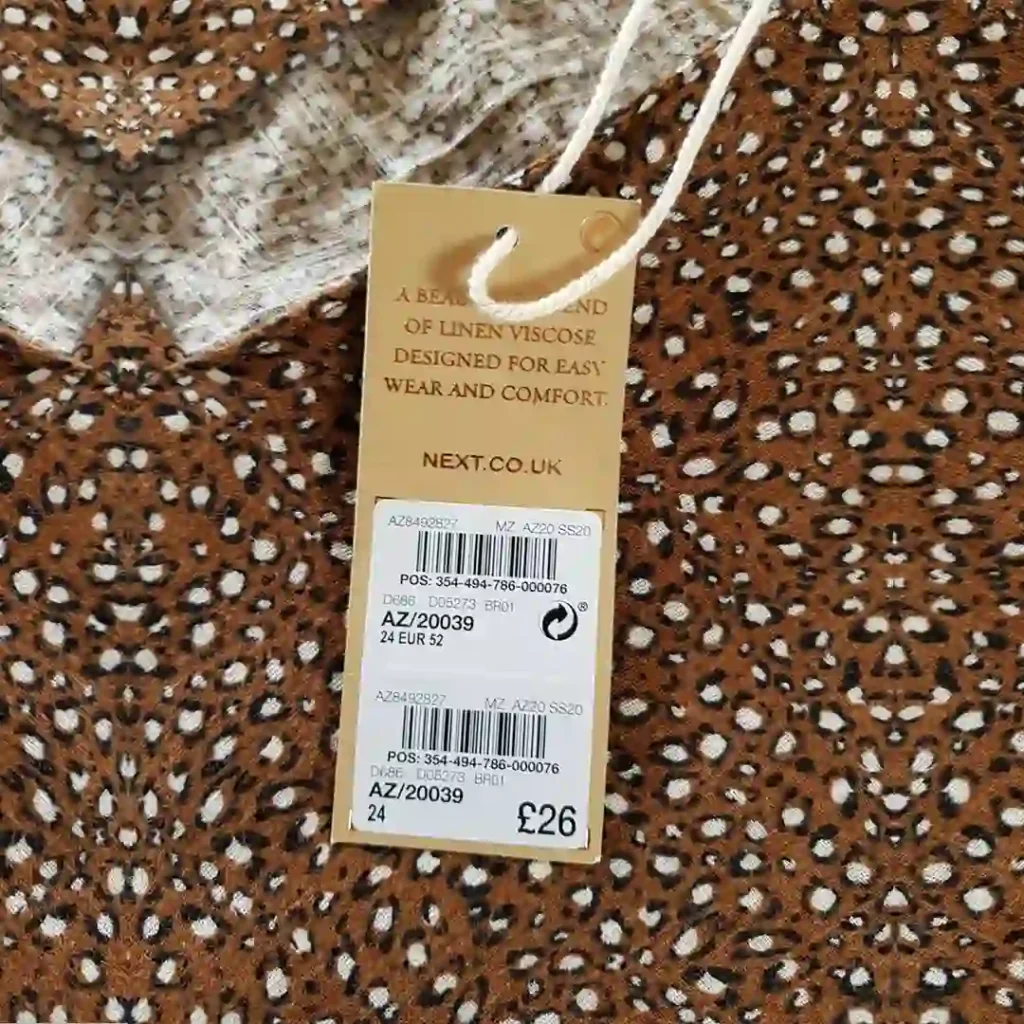 A BEAU END
OF LINEN VISCOSE
DESIGNED FOR EASY
WEAR AND COMFORT.
NEXT.CO.UK
AZ8492827 MZ AZ20 SS20
POS: 354-494-786-000076
D686 D05273 BR01
AZ/20039
24 EUR 52
®
AZ8492827 MZ AZ20 SS20
POS: 354-494-786-000076
D686 D05273 BR01
AZ/20039
24 £26